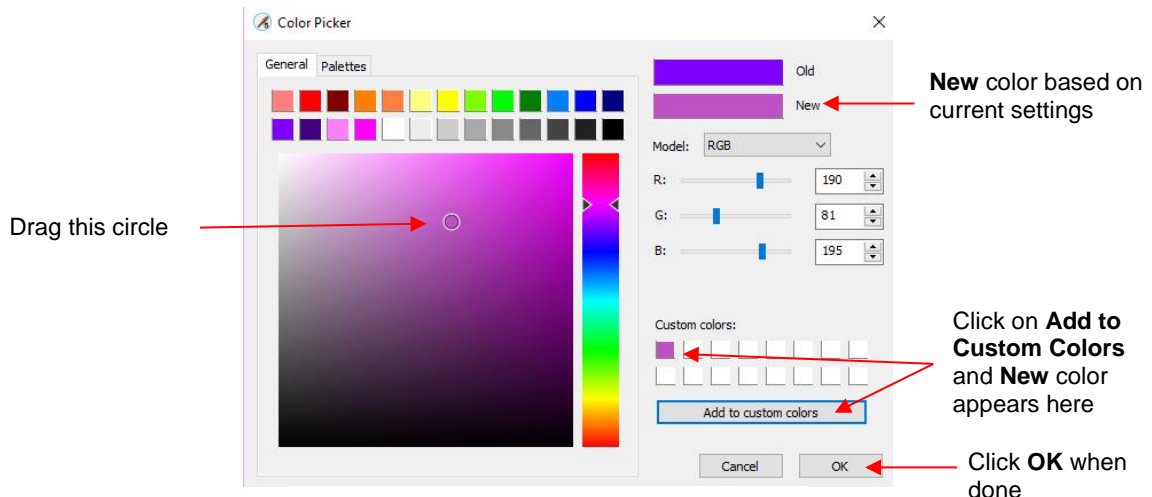 Color Picker
General Palettes
Old
New
New color based on
current settings
Model: RGB
R: 190
G: 81
B: 195
Drag this circle
Custom colors:
Add to custom colors
Click on Add to
Custom Colors
and New color
appears here
Cancel OK
Click OK when
done